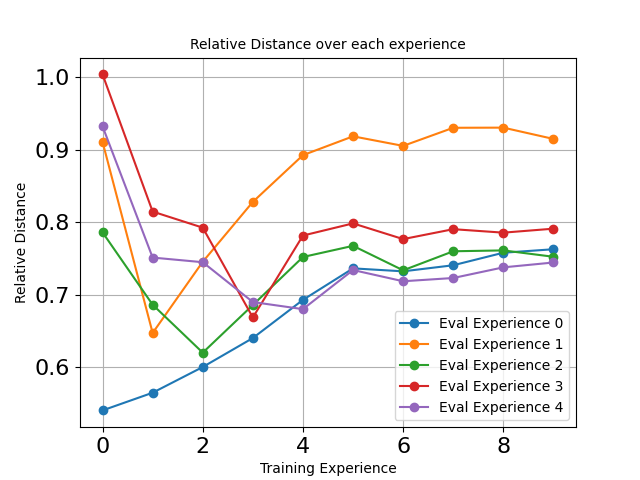 Relative Distance over each experience
1.0
0.9
0.8
0.7
0.6
Relative Distance
0 2 4 6 8
Training Experience
Eval Experience 0
Eval Experience 1
Eval Experience 2
Eval Experience 3
Eval Experience 4